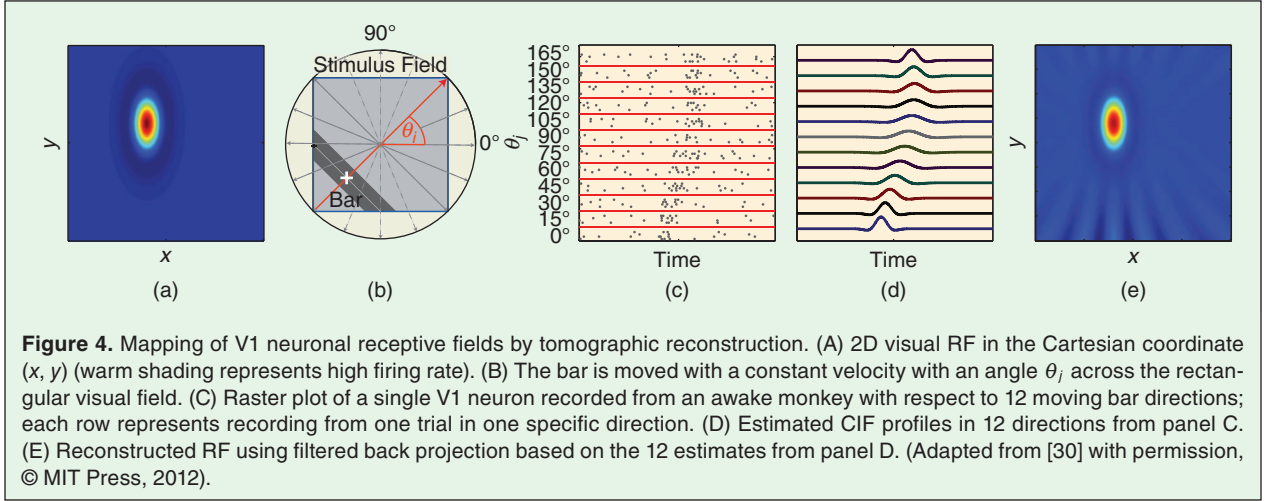 90°
Stimulus Field
θj
0°
Bar
y
x
(a)
(b)
θj
165°
150°
135°
120°
105°
90°
75°
60°
45°
30°
15°
0°
Time
(c)
Time
(d)
y
x
(e)
Figure 4. Mapping of V1 neuronal receptive fields by tomographic reconstruction. (A) 2D visual RF in the Cartesian coordinate
(x, y) (warm shading represents high firing rate). (B) The bar is moved with a constant velocity with an angle θj across the rectan-
gular visual field. (C) Raster plot of a single V1 neuron recorded from an awake monkey with respect to 12 moving bar directions;
each row represents recording from one trial in one specific direction. (D) Estimated CIF profiles in 12 directions from panel C.
(E) Reconstructed RF using filtered back projection based on the 12 estimates from panel D. (Adapted from [30] with permission,
© MIT Press, 2012).